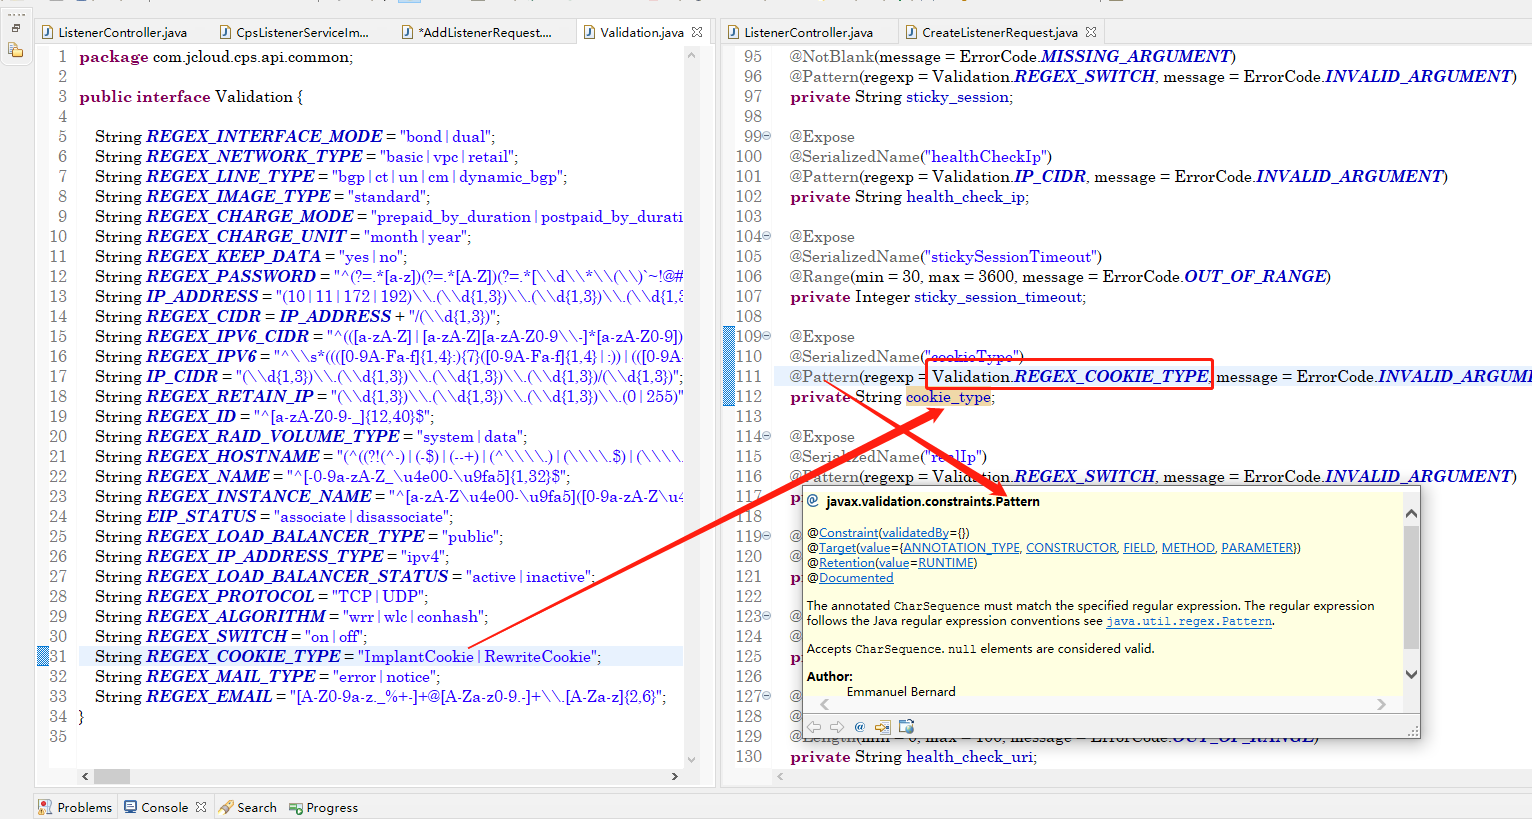 ListenerController.java
CpsListenerServiceIm...
*AddListenerRequest....
Validation.java
1 package com.jcloud.cps.api.common;
2
3 public interface Validation {
4
5 String REGEX_INTERFACE_MODE = "bond|dual";
6 String REGEX_NETWORK_TYPE = "basic|vpc|retail";
7 String REGEX_LINE_TYPE = "bgp|ct|un|cm|dynamic_bgp";
8 String REGEX_IMAGE_TYPE = "standard";
9 String REGEX_CHARGE_MODE = "prepaid_by_duration|postpaid_by_durati
10 String REGEX_CHARGE_UNIT = "month|year";
11 String REGEX_KEEP_DATA = "yes|no";
12 String REGEX_PASSWORD = "^(?=.*[a-z])(?=.*[A-Z])(?=.*[\\d\\*\\(\\)`~!@#
13 String IP_ADDRESS = "(10|11|172|192)\\.(\\d{1,3})\\.(\\d{1,3})\\.(\\d{1,3
14 String REGEX_CIDR = IP_ADDRESS + "/(\\d{1,3})";
15 String REGEX_IPV6_CIDR = "^(([a-zA-Z]|[a-zA-Z][a-zA-Z0-9\\-]*[a-zA-Z0-9])
16 String REGEX_IPV6 = "^\\s*((([0-9A-Fa-f]{1,4}:){7}([0-9A-Fa-f]{1,4}|:))|(([0-9A-
17 String IP_CIDR = "(\\d{1,3})\\.(\\d{1,3})\\.(\\d{1,3})\\.(\\d{1,3})/(\\d{1,3})";
18 String REGEX_RETAIN_IP = "(\\d{1,3})\\.(\\d{1,3})\\.(\\d{1,3})\\.(0|255)"
19 String REGEX_ID = "^[a-zA-Z0-9-_]{12,40}$";
20 String REGEX_RAID_VOLUME_TYPE = "system|data";
21 String REGEX_HOSTNAME = "(^((?!(^-)|(-$)|(--+)|(^\\\\.)|(\\\\.$)|(\\\\.
22 String REGEX_NAME = "^[-0-9a-zA-Z_\u4e00-\u9fa5]{1,32}$";
23 String REGEX_INSTANCE_NAME = "^[a-zA-Z\u4e00-\u9fa5]([0-9a-zA-Z\u4
24 String EIP_STATUS = "associate|disassociate";
25 String REGEX_LOAD_BALANCER_TYPE = "public";
26 String REGEX_IP_ADDRESS_TYPE = "ipv4";
27 String REGEX_LOAD_BALANCER_STATUS = "active|inactive";
28 String REGEX_PROTOCOL = "TCP|UDP";
29 String REGEX_ALGORITHM = "wrr|wlc|conhash";
30 String REGEX_SWITCH = "on|off";
31 String REGEX_COOKIE_TYPE = "ImplantCookie|RewriteCookie";
32 String REGEX_MAIL_TYPE = "error|notice";
33 String REGEX_EMAIL = "[A-Z0-9a-z._%+-]+@[A-Za-z0-9.-]+\\.[A-Za-z]{2,6}";
34 }
35
ListenerController.java
CreateListenerRequest.java
95 @NotBlank(message = ErrorCode.MISSING_ARGUMENT)
96 @Pattern(regexp = Validation.REGEX_SWITCH, message = ErrorCode.INVALID_ARGUMENT)
97 private String sticky_session;
98
99 @Expose
100 @SerializedName("healthCheckIp")
101 @Pattern(regexp = Validation.IP_CIDR, message = ErrorCode.INVALID_ARGUMENT)
102 private String health_check_ip;
103
104 @Expose
105 @SerializedName("stickySessionTimeout")
106 @Range(min = 30, max = 3600, message = ErrorCode.OUT_OF_RANGE)
107 private Integer sticky_session_timeout;
108
109 @Expose
110 @SerializedName("cookieType")
111 @Pattern(regexp = Validation.REGEX_COOKIE_TYPE, message = ErrorCode.INVALID_ARGUME
112 private String cookie_type;
113
114 @Expose
115 @SerializedName("realIp")
116 @Pattern(regexp = Validation.REGEX_SWITCH, message = ErrorCode.INVALID_ARGUMENT)
117 p
118
119 @
120 @
121 p
122
123 @
124 @
125 p
126
127 @
128 @
129 @Length(min = 0, max = 100, message = ErrorCode.OUT_OF_RANGE)
130 private String health_check_uri;
@ javax.validation.constraints.Pattern
@Constraint(validatedBy={})
@Target(value={ANNOTATION_TYPE, CONSTRUCTOR, FIELD, METHOD, PARAMETER})
@Retention(value=RUNTIME)
@Documented
The annotated CharSequence must match the specified regular expression. The regular expression
follows the Java regular expression conventions see java.util.regex.Pattern.
Accepts CharSequence. null elements are considered valid.
Author:
Emmanuel Bernard
Problems
Console
Search
Progress